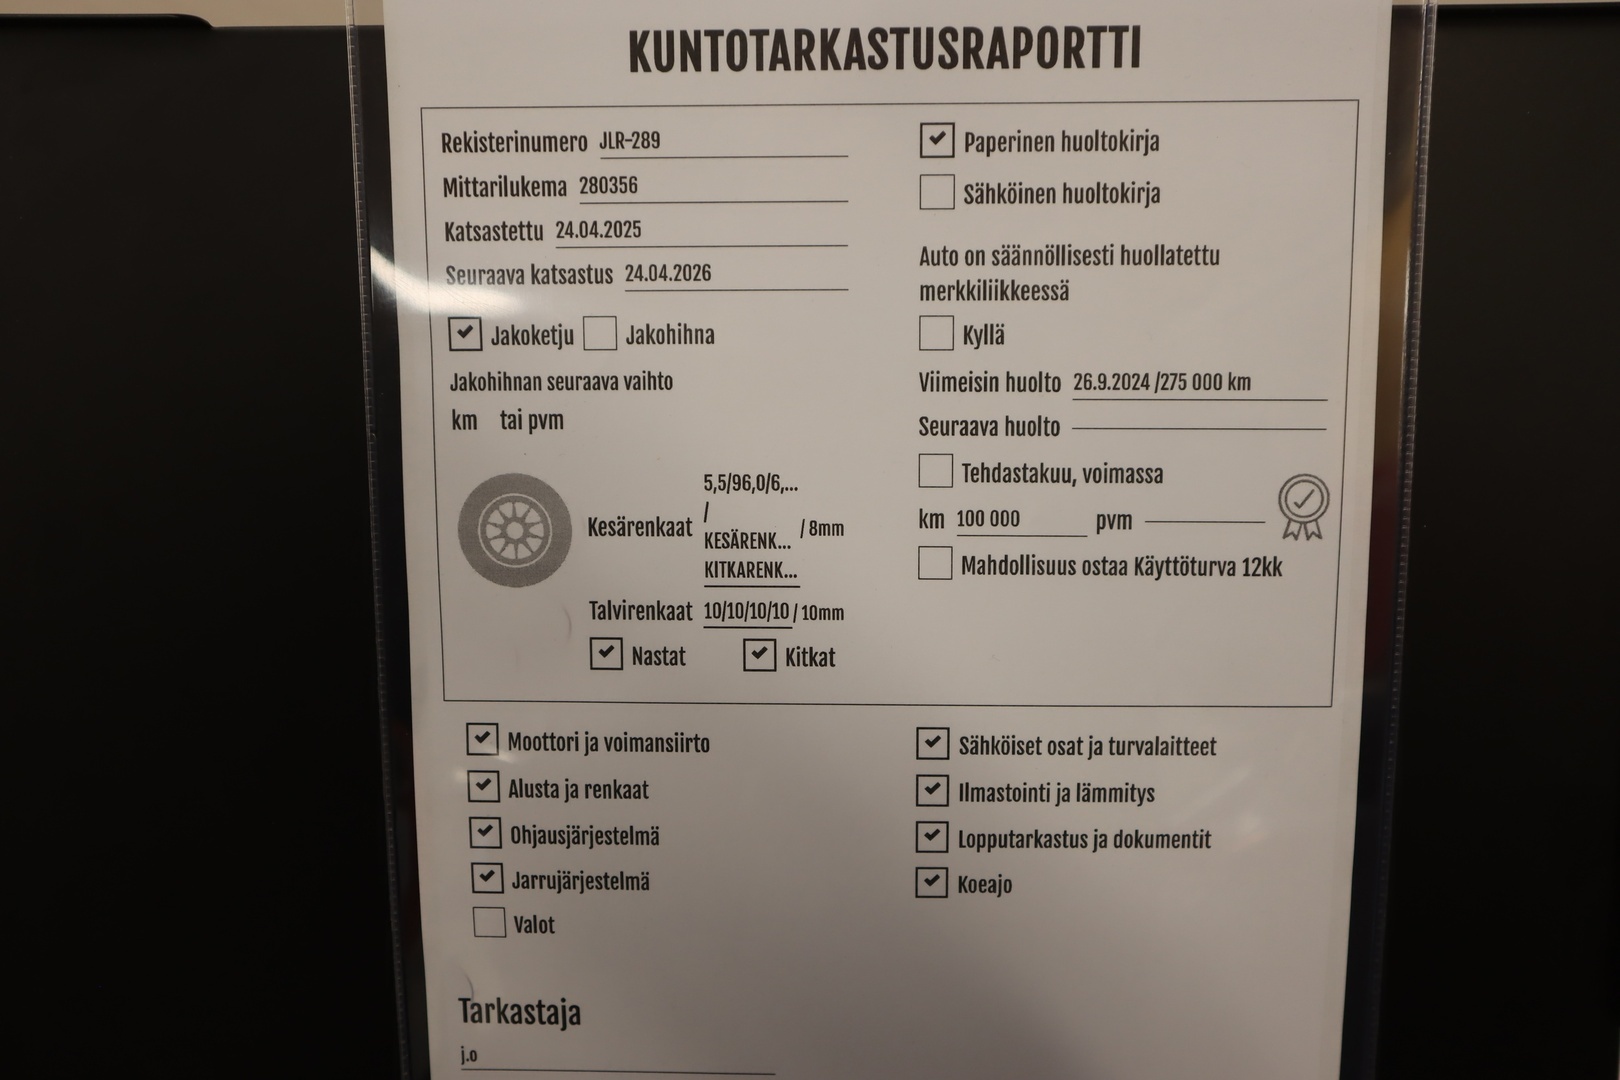 KUNTOTARKASTUSRAPORTTI
Rekisterinumero JLR-289
Mittarilukema 280356
Katsastettu 24.04.2025
Seuraava katsastus 24.04.2026
Jakoketju Jakohihna
Jakohihnan seuraava vaihto
km tai pvm
5,5/96,0/6,...
/
Kesärenkaat KESÄRENK... / 8mm
KITKARENK...
Talvirenkaat 10/10/10/10 / 10mm
Nastat Kitkat
Paperinen huoltokirja
Sähköinen huoltokirja
Auto on säännöllisesti huollatettu
merkkiliikkeessä
Kyllä
Viimeisin huolto 26.9.2024 /275 000 km
Seuraava huolto
Tehdastakuu, voimassa
km 100 000 pvm
Mahdollisuus ostaa Käyttöturva 12kk
Moottori ja voimansiirto
Alusta ja renkaat
Ohjausjärjestelmä
Jarrujärjestelmä
Valot
Sähköiset osat ja turvalaitteet
Ilmastointi ja lämmitys
Lopputarkastus ja dokumentit
Koeajo
Tarkastaja
j.o